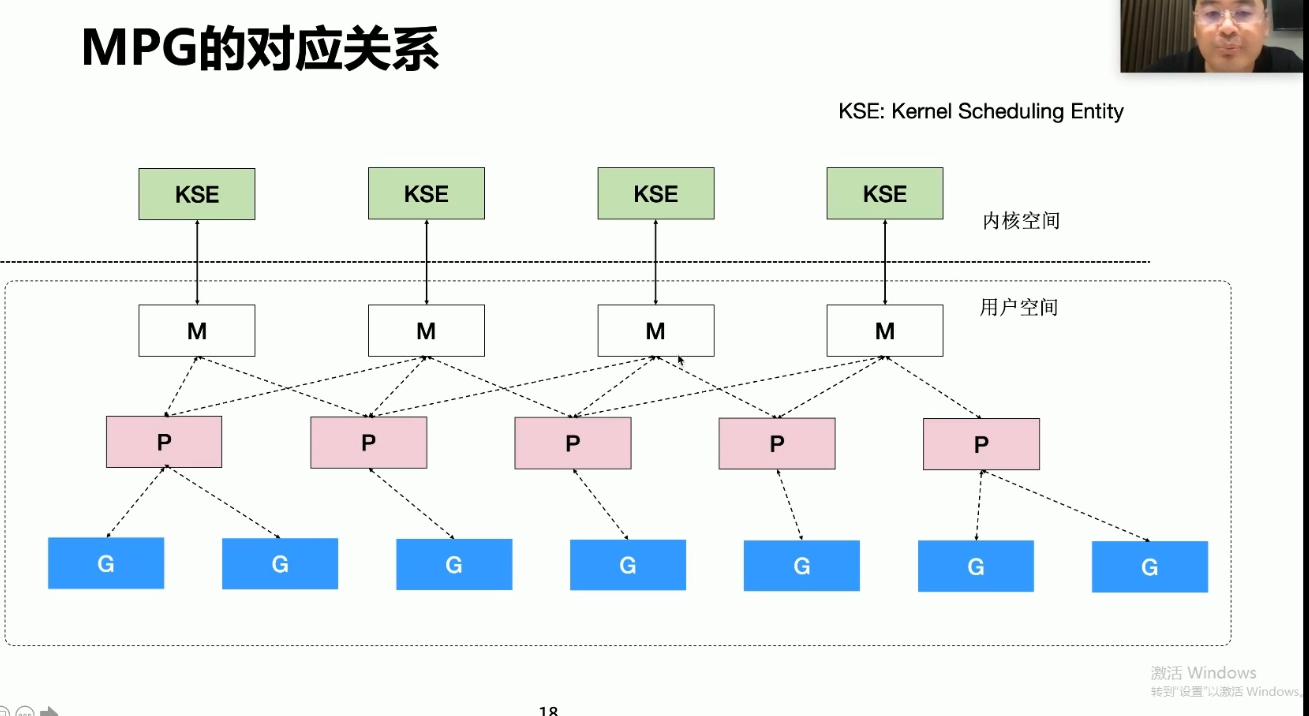 MPG的对应关系
KSE: Kernel Scheduling Entity
KSE KSE KSE KSE
内核空间
用户空间
M M M M
P P P P P
G G G G G G G
激活 Windows
转到"设置"以激活 Windows。
18